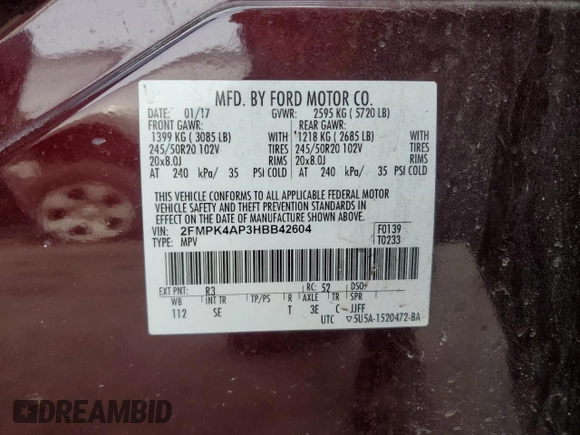 MFD. BY FORD MOTOR CO.
DATE: 01/17 GVWR: 2595 KG ( 5720 LB)
FRONT GAWR: REAR GAWR:
1399 KG ( 3085 LB) WITH 1218 KG ( 2685 LB) WITH
245/50R20 102V TIRES 245/50R20 102V TIRES
20x8.0J RIMS 20x8.0J RIMS
AT 240 kPa/ 35 PSI COLD AT 240 kPa/ 35 PSI COLD
THIS VEHICLE CONFORMS TO ALL APPLICABLE FEDERAL MOTOR
VEHICLE SAFETY AND THEFT PREVENTION STANDARDS IN
EFFECT ON THE DATE OF MANUFACTURE SHOWN ABOVE.
VIN: 2FMPK4AP3HBB42604 F0139
TYPE: MPV T0233
EXT PNT: R3 RC: 52 DSO#
WB INT TR TP/PS R AXLE TR SPR
112 SE T 3E C JJFF
UTC ▽5U5A-1520472-BA
DREAMBID